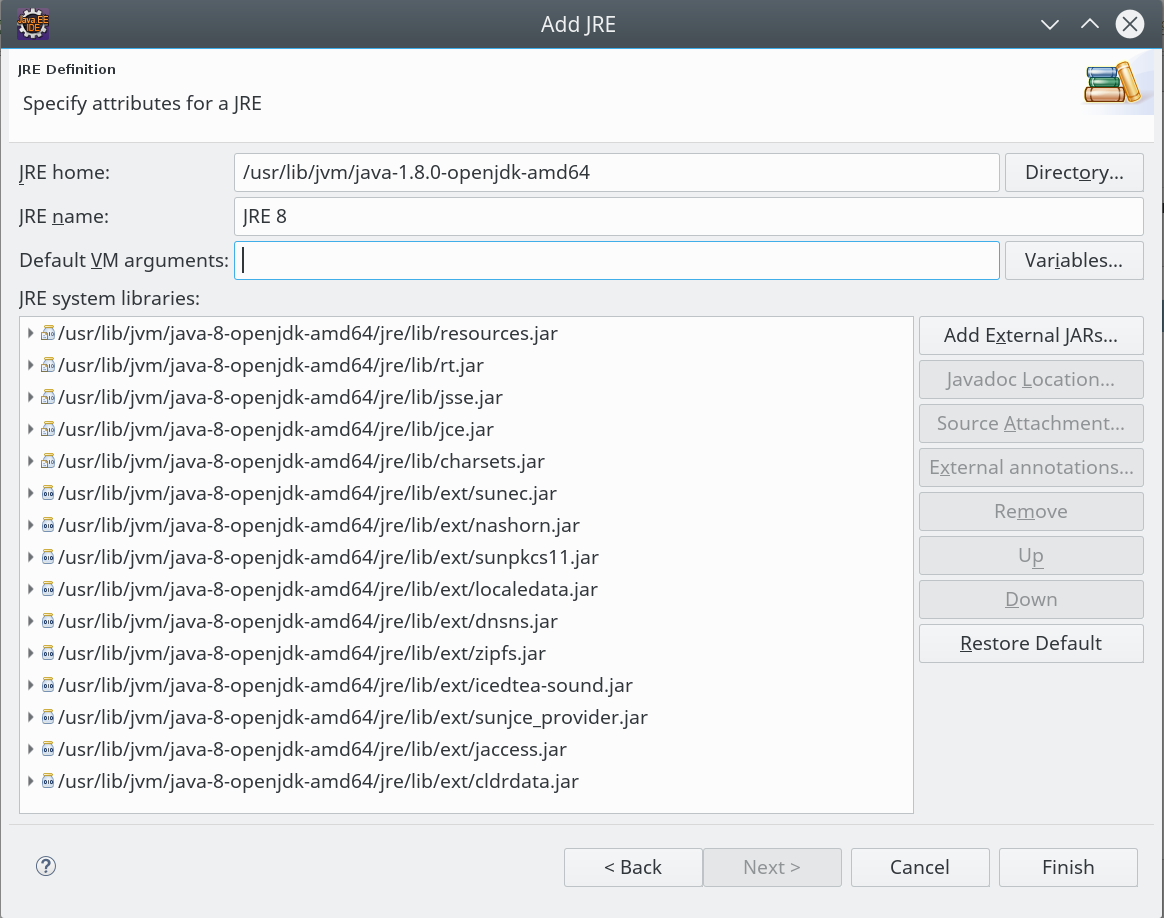 Java EE
IDE
Add JRE
JRE Definition
Specify attributes for a JRE
JRE home:
/usr/lib/jvm/java-1.8.0-openjdk-amd64
Directory...
JRE name:
JRE 8
Default VM arguments:
Variables...
JRE system libraries:
/usr/lib/jvm/java-8-openjdk-amd64/jre/lib/resources.jar
/usr/lib/jvm/java-8-openjdk-amd64/jre/lib/rt.jar
/usr/lib/jvm/java-8-openjdk-amd64/jre/lib/jsse.jar
/usr/lib/jvm/java-8-openjdk-amd64/jre/lib/jce.jar
/usr/lib/jvm/java-8-openjdk-amd64/jre/lib/charsets.jar
/usr/lib/jvm/java-8-openjdk-amd64/jre/lib/ext/sunec.jar
/usr/lib/jvm/java-8-openjdk-amd64/jre/lib/ext/nashorn.jar
/usr/lib/jvm/java-8-openjdk-amd64/jre/lib/ext/sunpkcs11.jar
/usr/lib/jvm/java-8-openjdk-amd64/jre/lib/ext/localedata.jar
/usr/lib/jvm/java-8-openjdk-amd64/jre/lib/ext/dnsns.jar
/usr/lib/jvm/java-8-openjdk-amd64/jre/lib/ext/zipfs.jar
/usr/lib/jvm/java-8-openjdk-amd64/jre/lib/ext/icedtea-sound.jar
/usr/lib/jvm/java-8-openjdk-amd64/jre/lib/ext/sunjce_provider.jar
/usr/lib/jvm/java-8-openjdk-amd64/jre/lib/ext/jaccess.jar
/usr/lib/jvm/java-8-openjdk-amd64/jre/lib/ext/cldrdata.jar
Add External JARs...
Javadoc Location...
Source Attachment...
External annotations...
Remove
Up
Down
Restore Default
?
< Back
Next >
Cancel
Finish